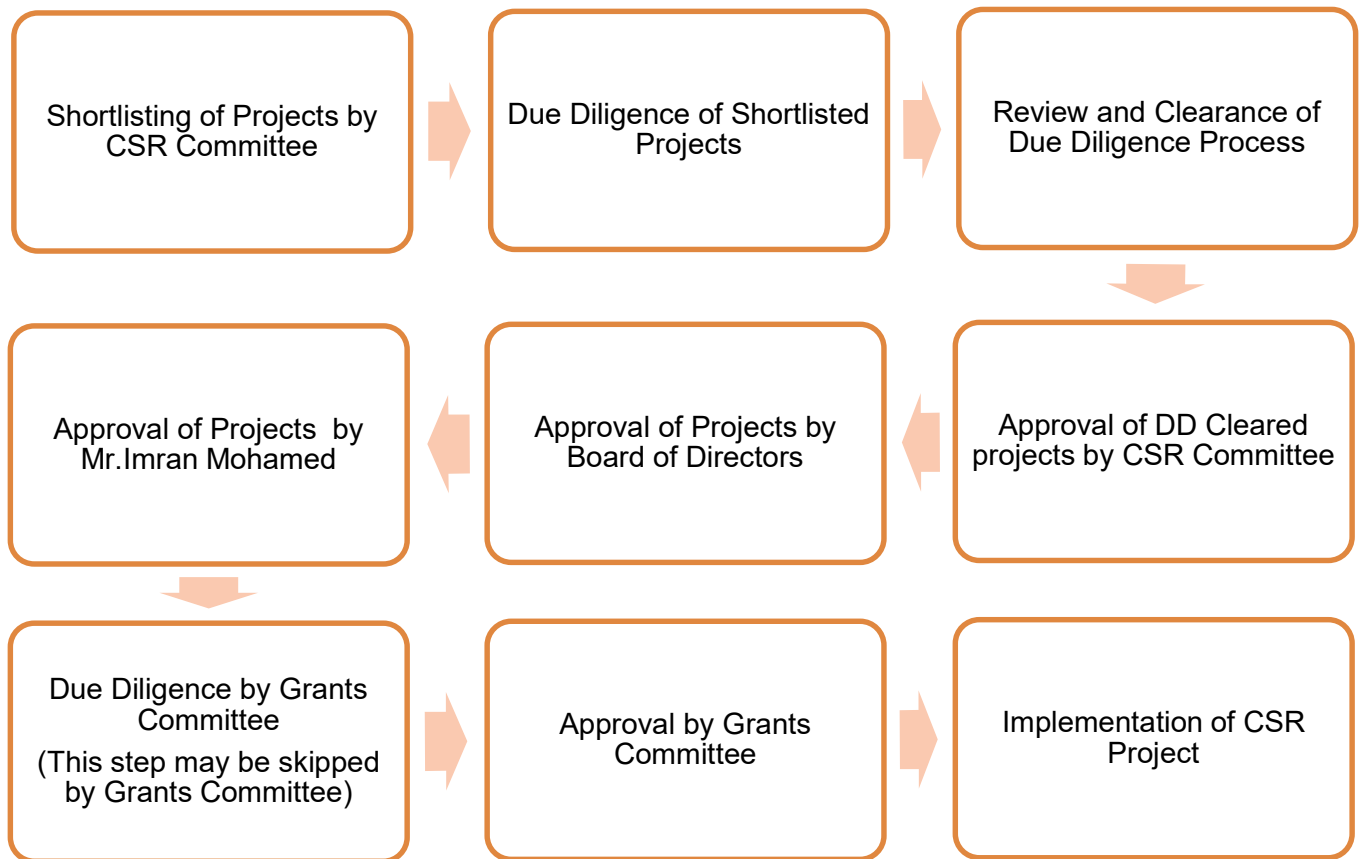 Shortlisting of Projects by
CSR Committee
Due Diligence of Shortlisted
Projects
Review and Clearance of
Due Diligence Process
Approval of DD Cleared
projects by CSR Committee
Approval of Projects by
Board of Directors
Approval of Projects  by
Mr.Imran Mohamed
Due Diligence by Grants
Committee
(This step may be skipped
by Grants Committee)
Approval by Grants
Committee
Implementation of CSR
Project